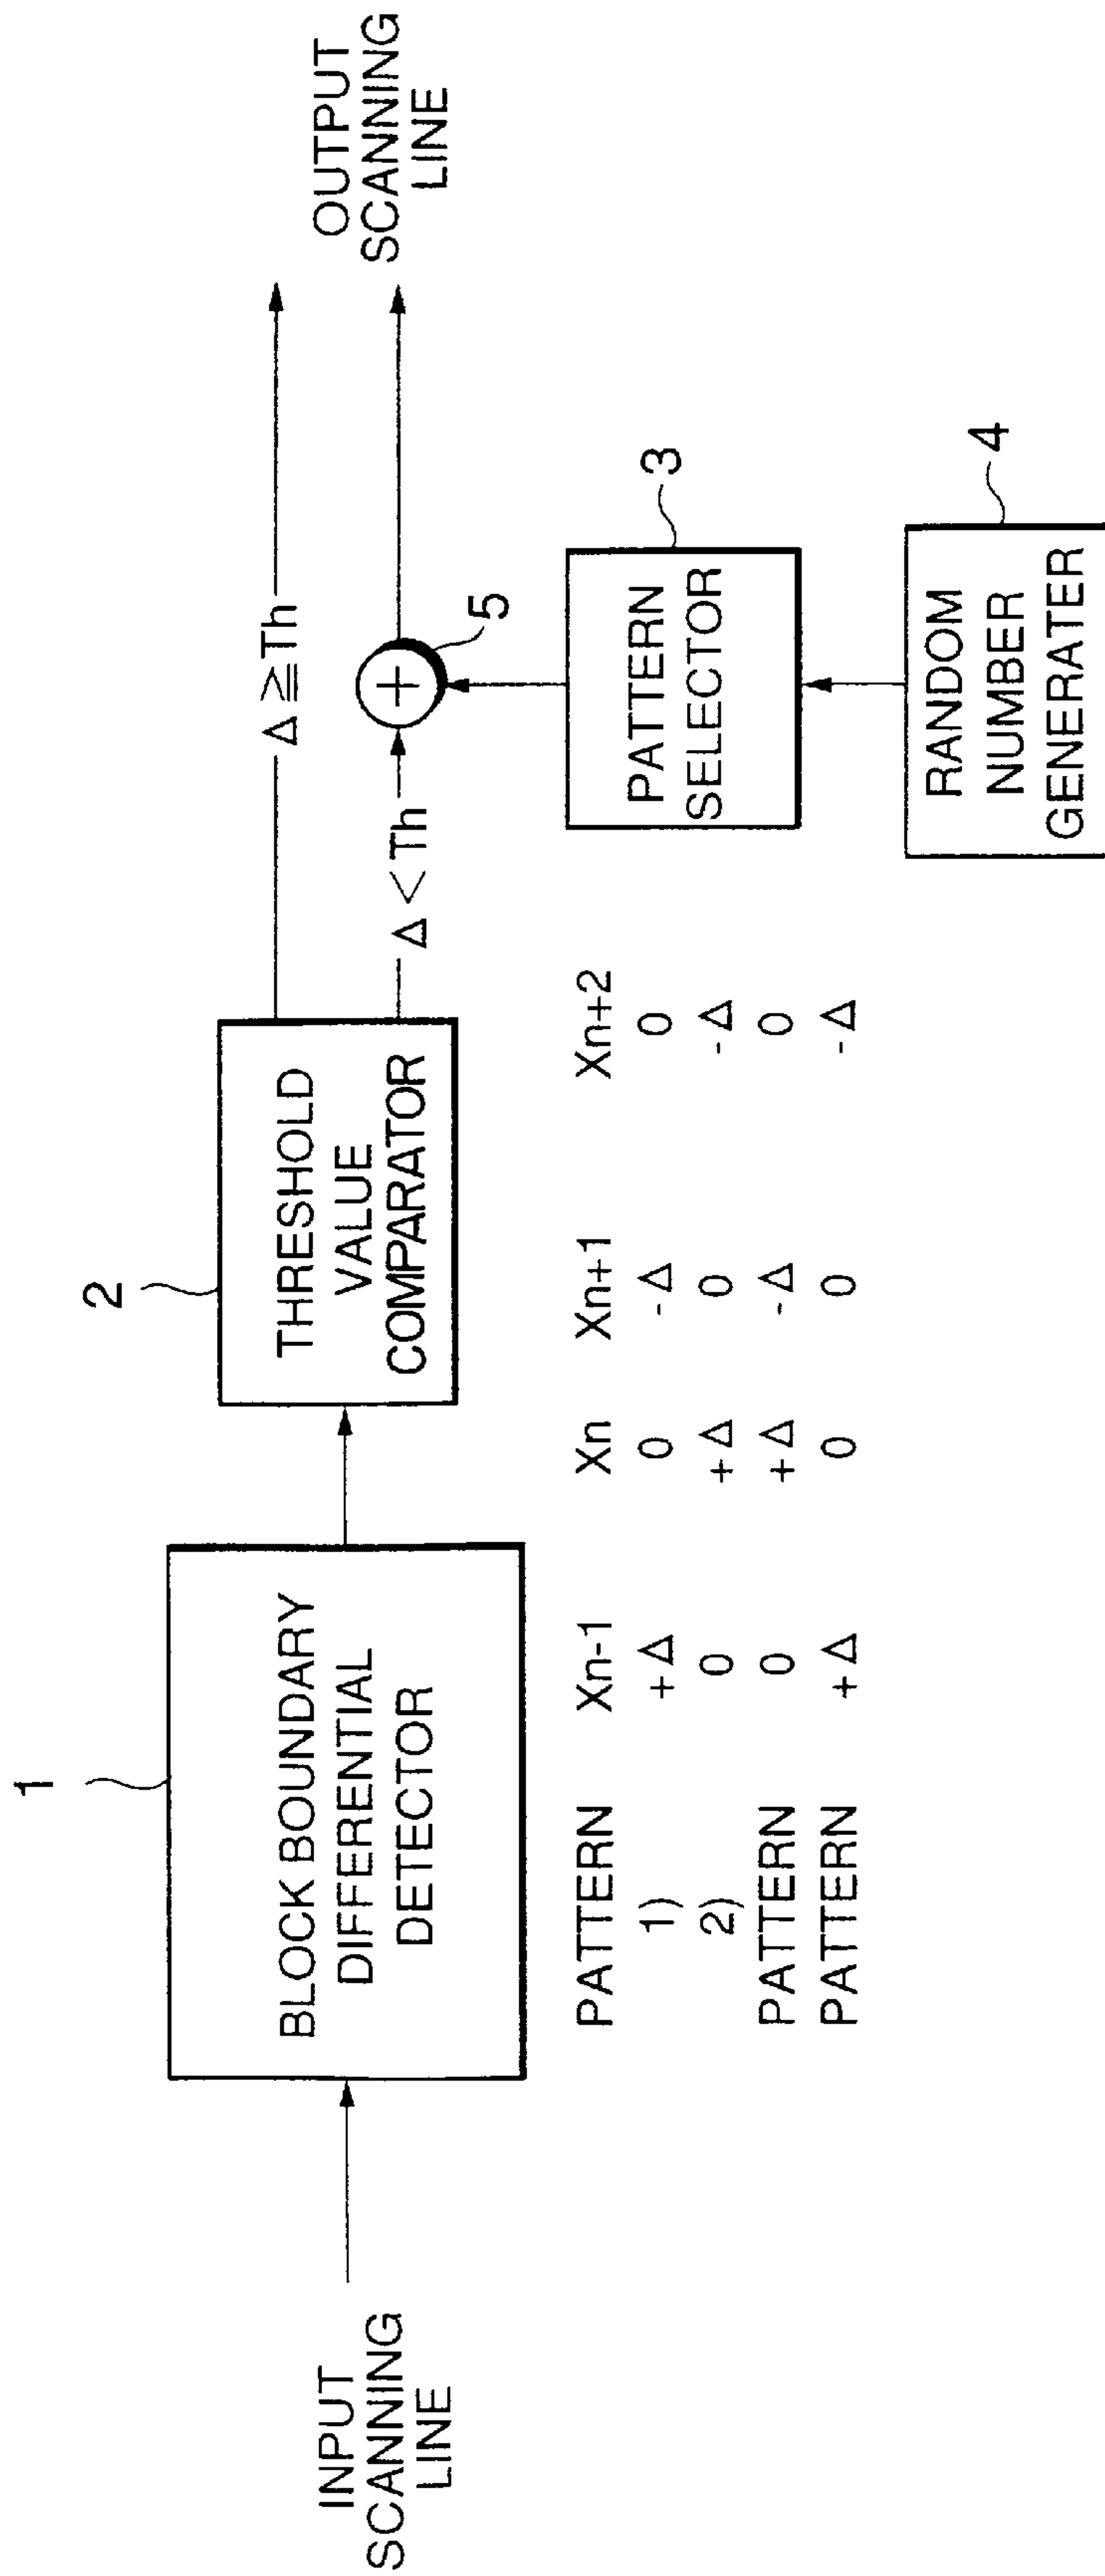 1
2
INPUT
SCANNING
LINE
BLOCK BOUNDARY
DIFFERENTIAL
DETECTOR
THRESHOLD
VALUE
COMPARATOR
Δ≧Th
Δ<Th
+
5
OUTPUT
SCANNING
LINE
PATTERN
SELECTOR
3
RANDOM
NUMBER
GENERATER
4
PATTERN Xn-1 Xn Xn+1 Xn+2
1) +Δ 0 -Δ 0
2) 0 +Δ 0 -Δ
PATTERN 0 +Δ -Δ 0
PATTERN +Δ 0 0 -Δ